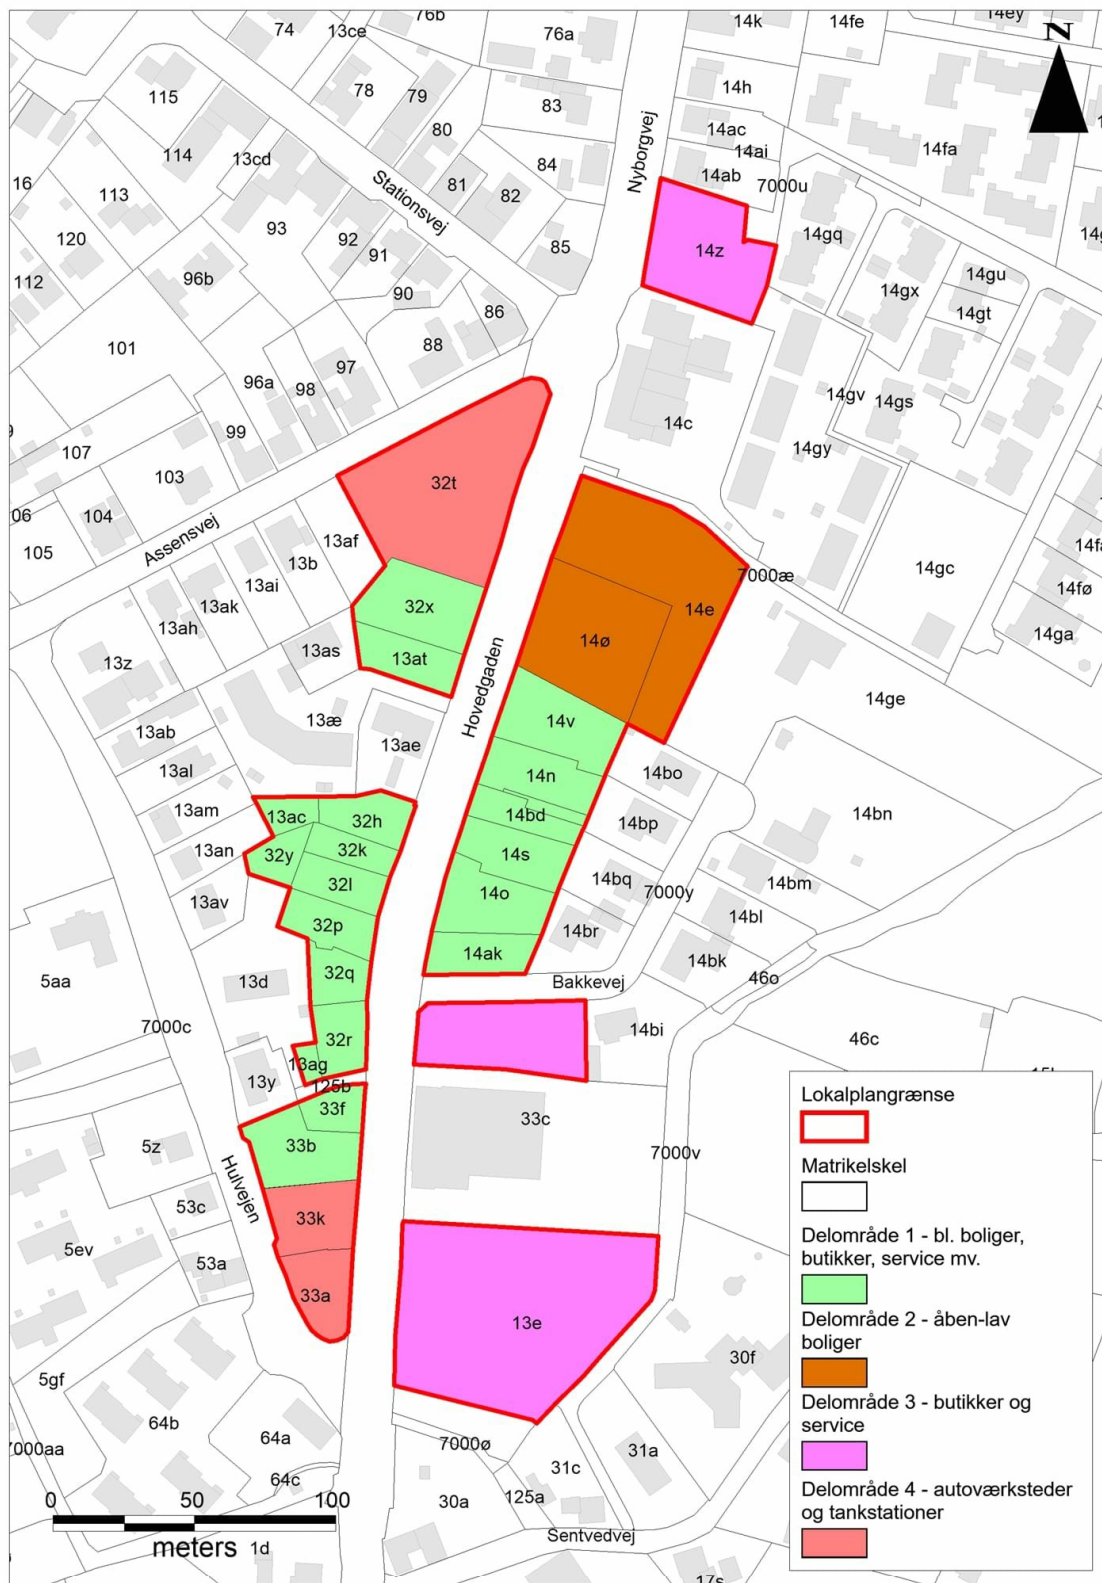 74
13ce
76b
76a
14k
14fe
14ey
N
115
78
79
83
14h
80
14ac
114
13cd
84
14ai
14fa
16
113
81
82
14ab
7000u
Nyborgvej
Stationsvej
120
93
92
85
14z
14gq
91
96b
14gu
112
90
86
14gx
14gt
101
88
97
96a
98
14gv
14gs
99
14c
107
103
32t
14gy
06
104
105
Assensvej
13af
13b
13ai
7000æ
14gc
14fø
13ak
32x
14e
13ah
14ø
14ga
13as
13at
13z
Hovedgaden
14ge
13æ
14v
13ab
13ae
13al
14n
14bo
13am
13ac
32h
14bd
14bp
14bn
13an
32y
32k
14s
32l
14bq
7000y
14bm
13av
32p
14o
14br
14bl
14ak
14bk
5aa
13d
32q
Bakkevej
46o
7000c
32r
14bi
46c
13ag
13y
125b
33f
33c
5z
33b
7000v
Hulvejen
53c
33k
5ev
53a
33a
13e
30f
5gf
64b
64a
7000ø
31a
7000aa
64c
31c
30a
125a
Sentvedvej
17s
1d
0 50 100
meters
Lokalplangrænse
Matrikelskel
Delområde 1 - bl. boliger,
butikker, service mv.
Delområde 2 - åben-lav
boliger
Delområde 3 - butikker og
service
Delområde 4 - autoværksteder
og tankstationer